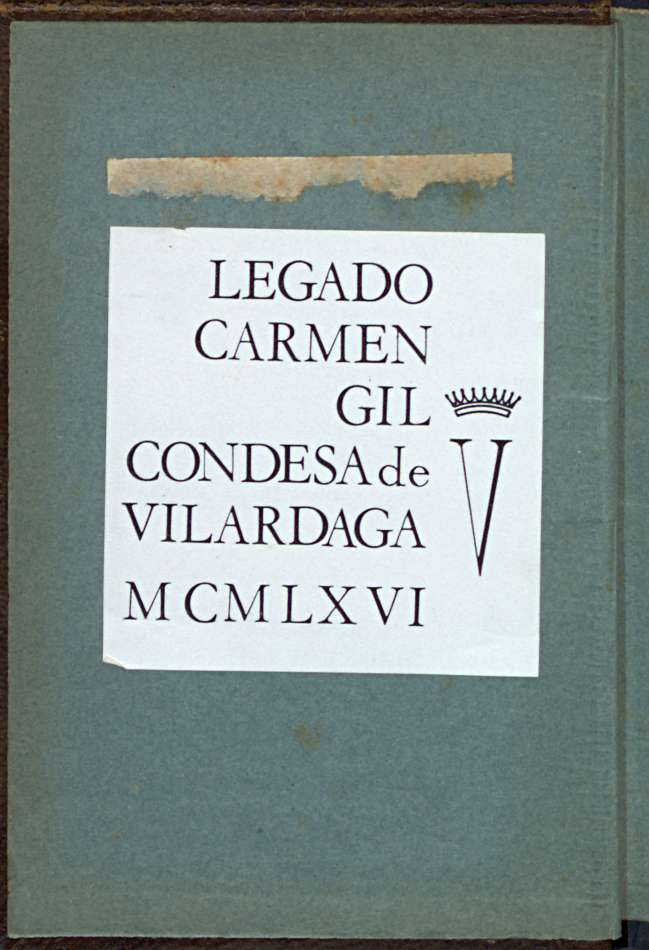 LEGADO
CARMEN
GIL
CONDESA de
VILARDAGA
MCMLXVI
V